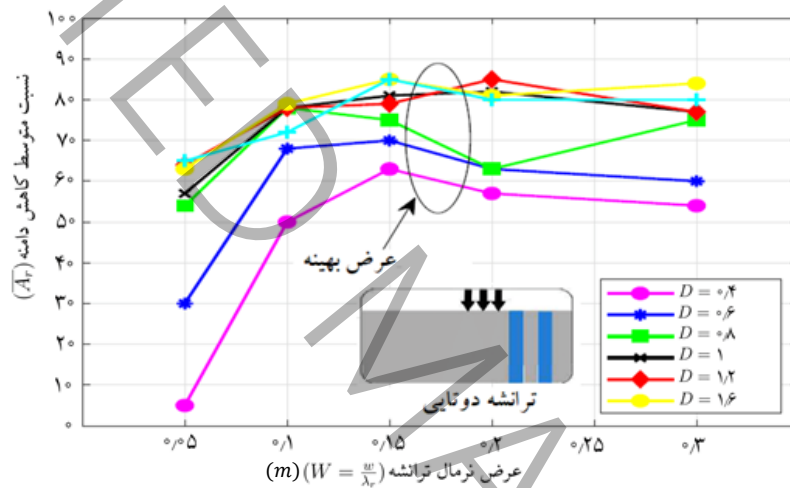 نسبت متوسط کاهش دامنه (A̅ᵣ)
۱۰۰
۹۰
۸۰
۷۰
۶۰
۵۰
۴۰
۳۰
۲۰
۱۰
۰
عرض بهینه
ترانشه دوتایی
D = ۰٫۴
D = ۰٫۶
D = ۰٫۸
D = ۱
D = ۱٫۲
D = ۱٫۶
۰٫۰۵ ۰٫۱ ۰٫۱۵ ۰٫۲ ۰٫۲۵ ۰٫۳
عرض نرمال ترانشه (W = w/λᵣ) (m)